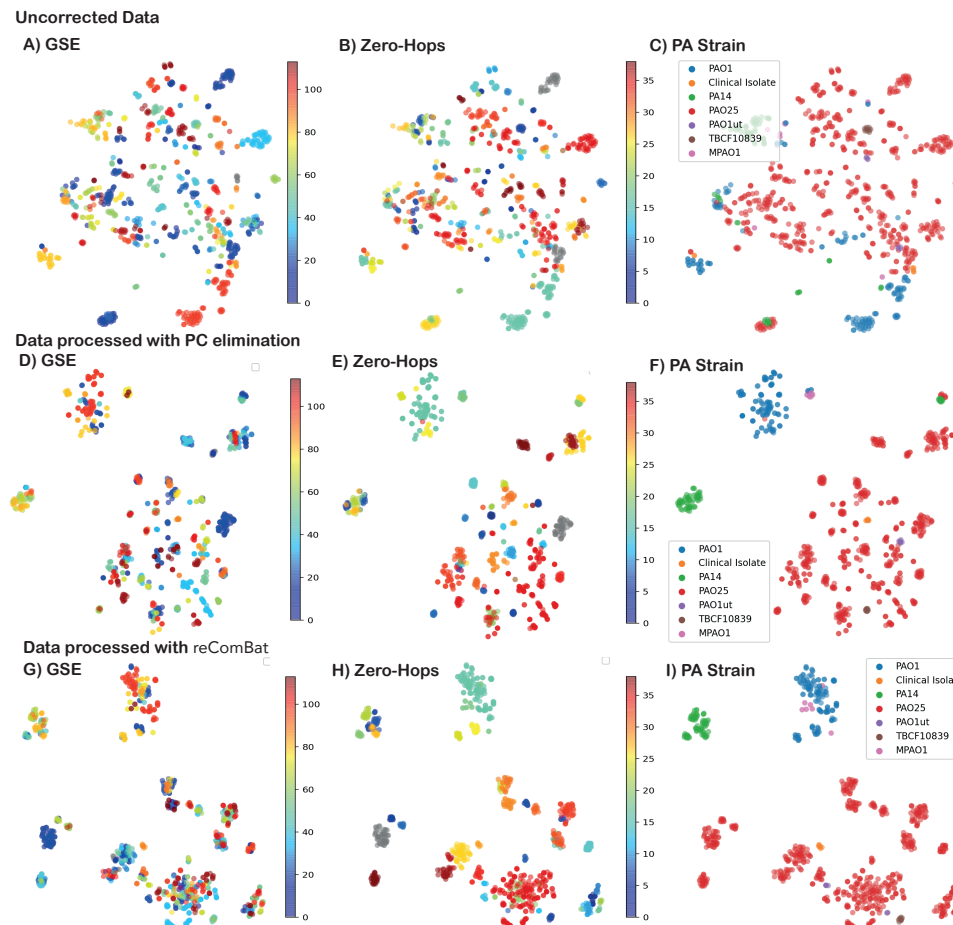 Uncorrected Data
A) GSE
B) Zero-Hops
C) PA Strain
100
80
60
40
20
0
35
30
25
20
15
10
5
0
PAO1
Clinical Isolate
PA14
PAO25
PAO1ut
TBCF10839
MPAO1
Data processed with PC elimination
D) GSE
E) Zero-Hops
F) PA Strain
100
80
60
40
20
0
35
30
25
20
15
10
5
0
PAO1
Clinical Isolate
PA14
PAO25
PAO1ut
TBCF10839
MPAO1
Data processed with reComBat
G) GSE
H) Zero-Hops
I) PA Strain
100
80
60
40
20
0
35
30
25
20
15
10
5
0
PAO1
Clinical Isola
PA14
PAO25
PAO1ut
TBCF10839
MPAO1